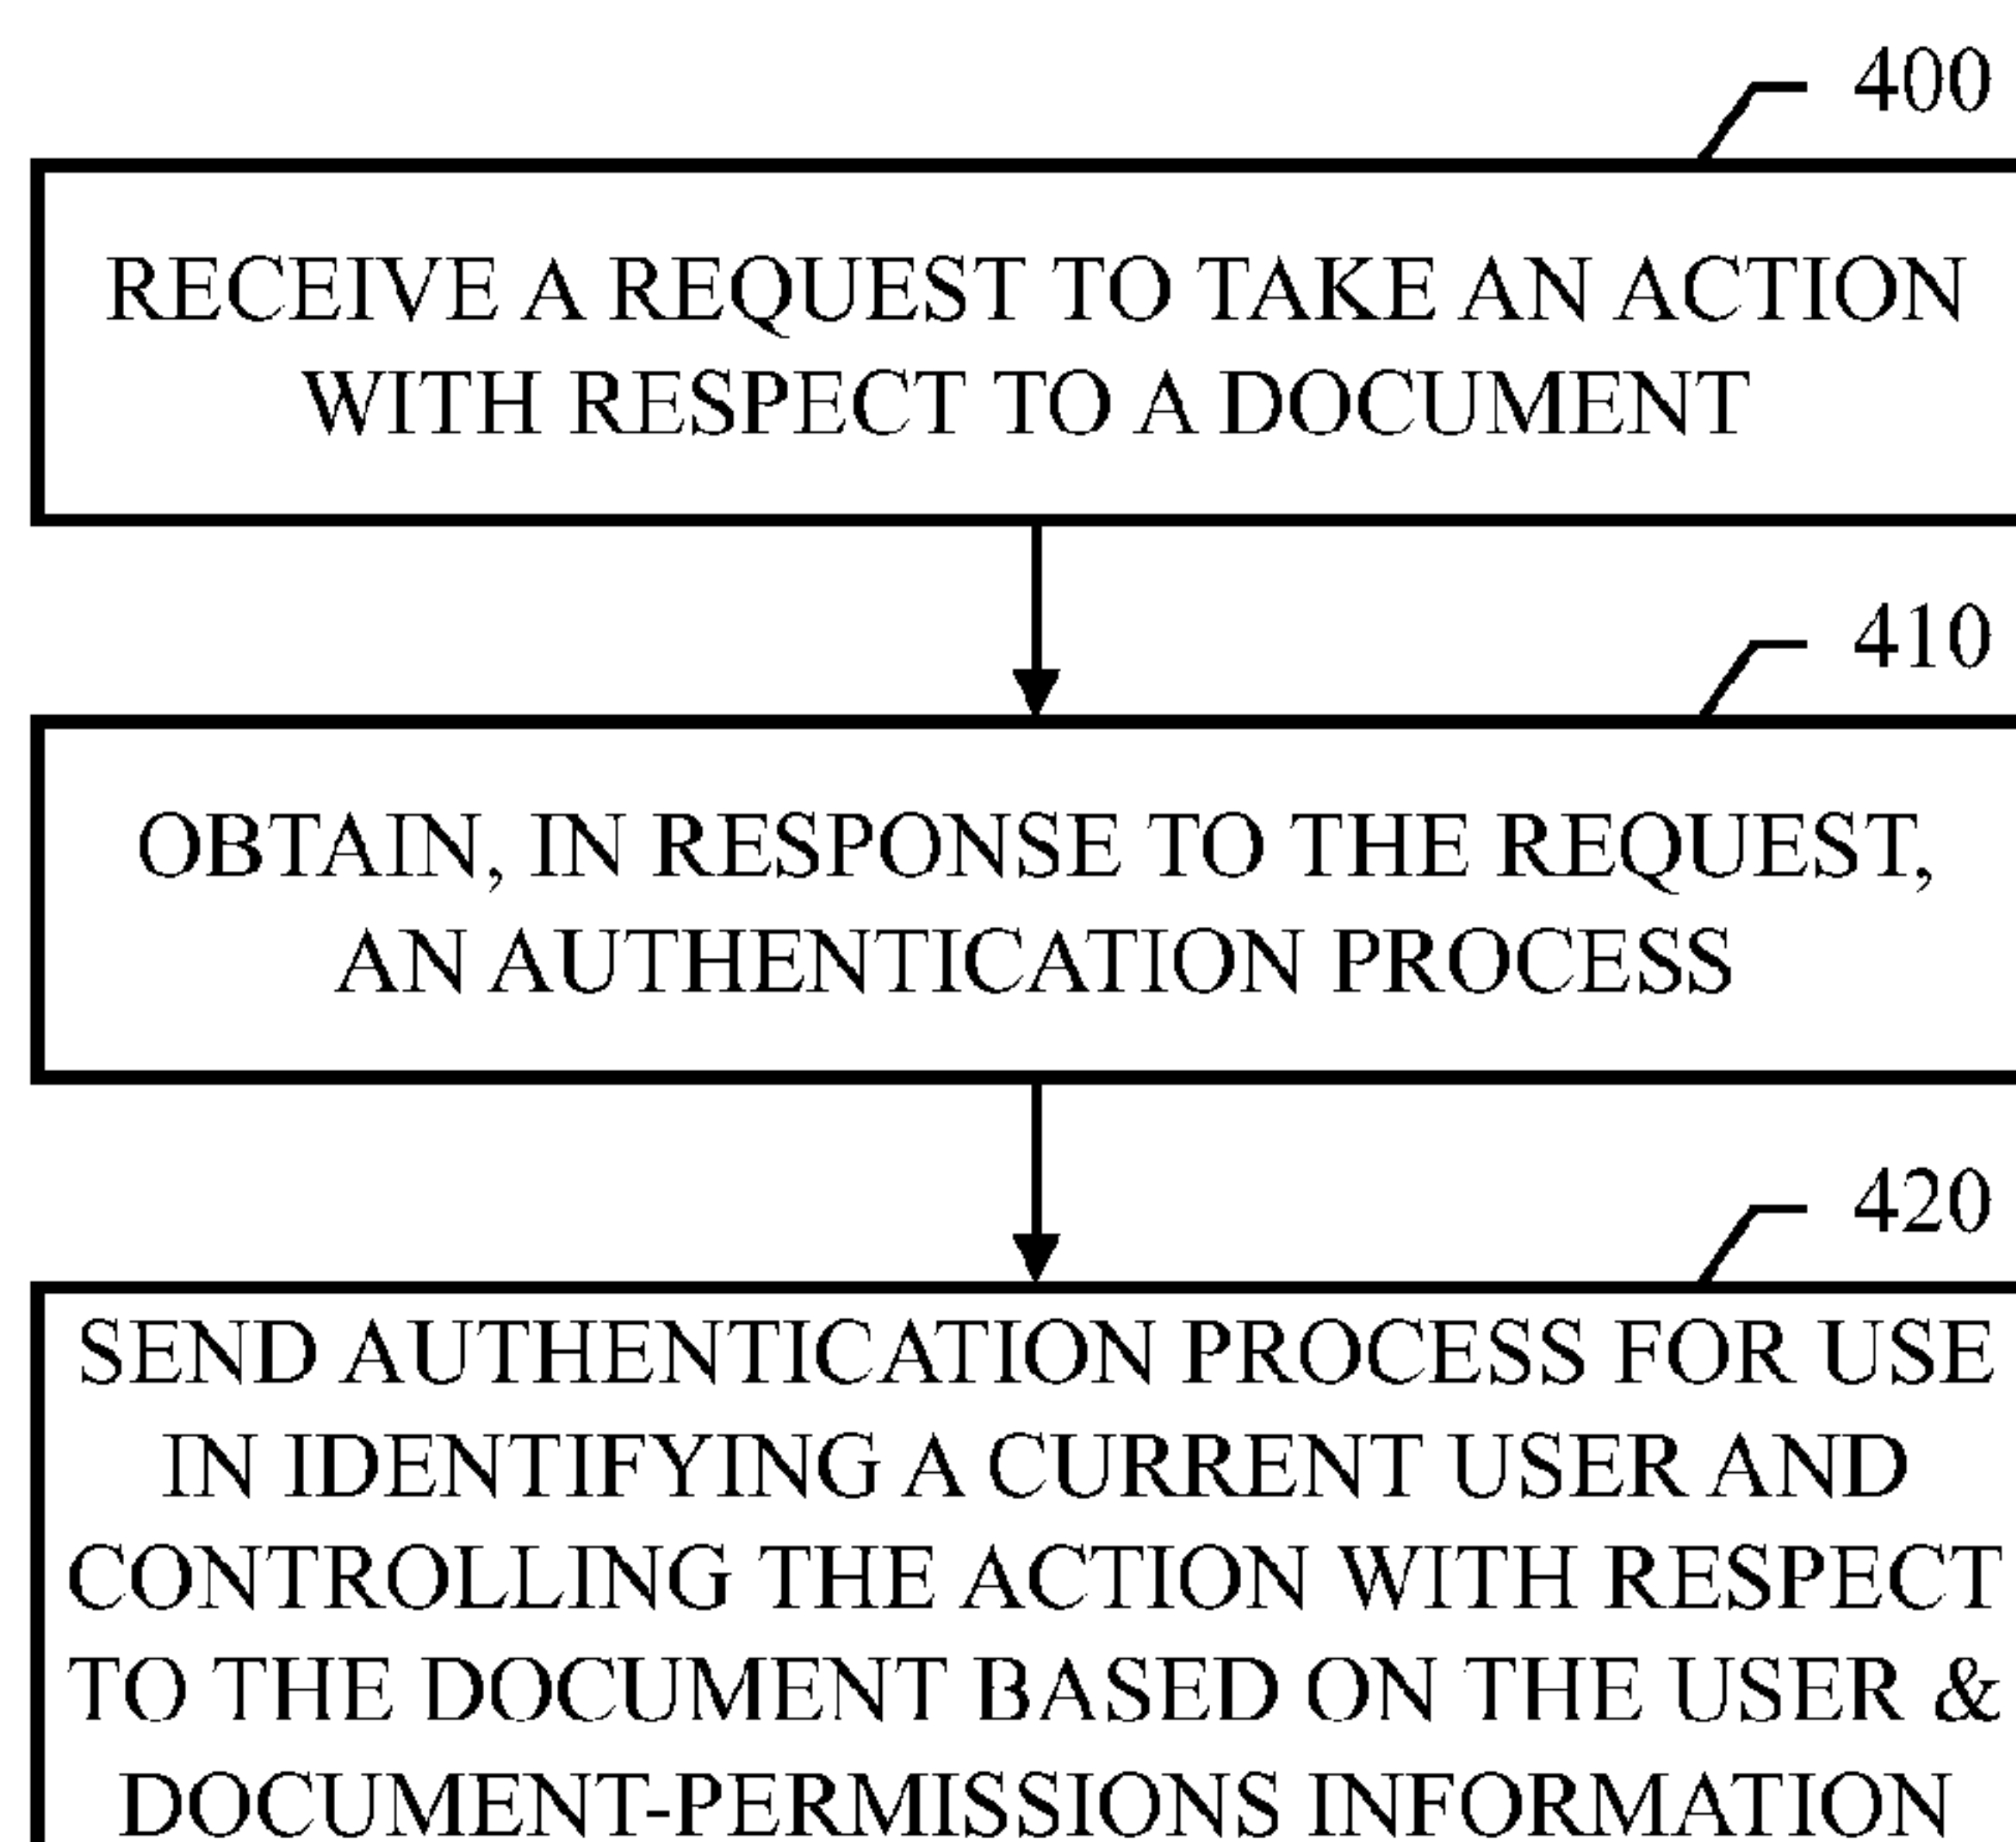 400
RECEIVE A REQUEST TO TAKE AN ACTION
WITH RESPECT TO A DOCUMENT
410
OBTAIN, IN RESPONSE TO THE REQUEST,
AN AUTHENTICATION PROCESS
420
SEND AUTHENTICATION PROCESS FOR USE
IN IDENTIFYING A CURRENT USER AND
CONTROLLING THE ACTION WITH RESPECT
TO THE DOCUMENT BASED ON THE USER &
DOCUMENT-PERMISSIONS INFORMATION